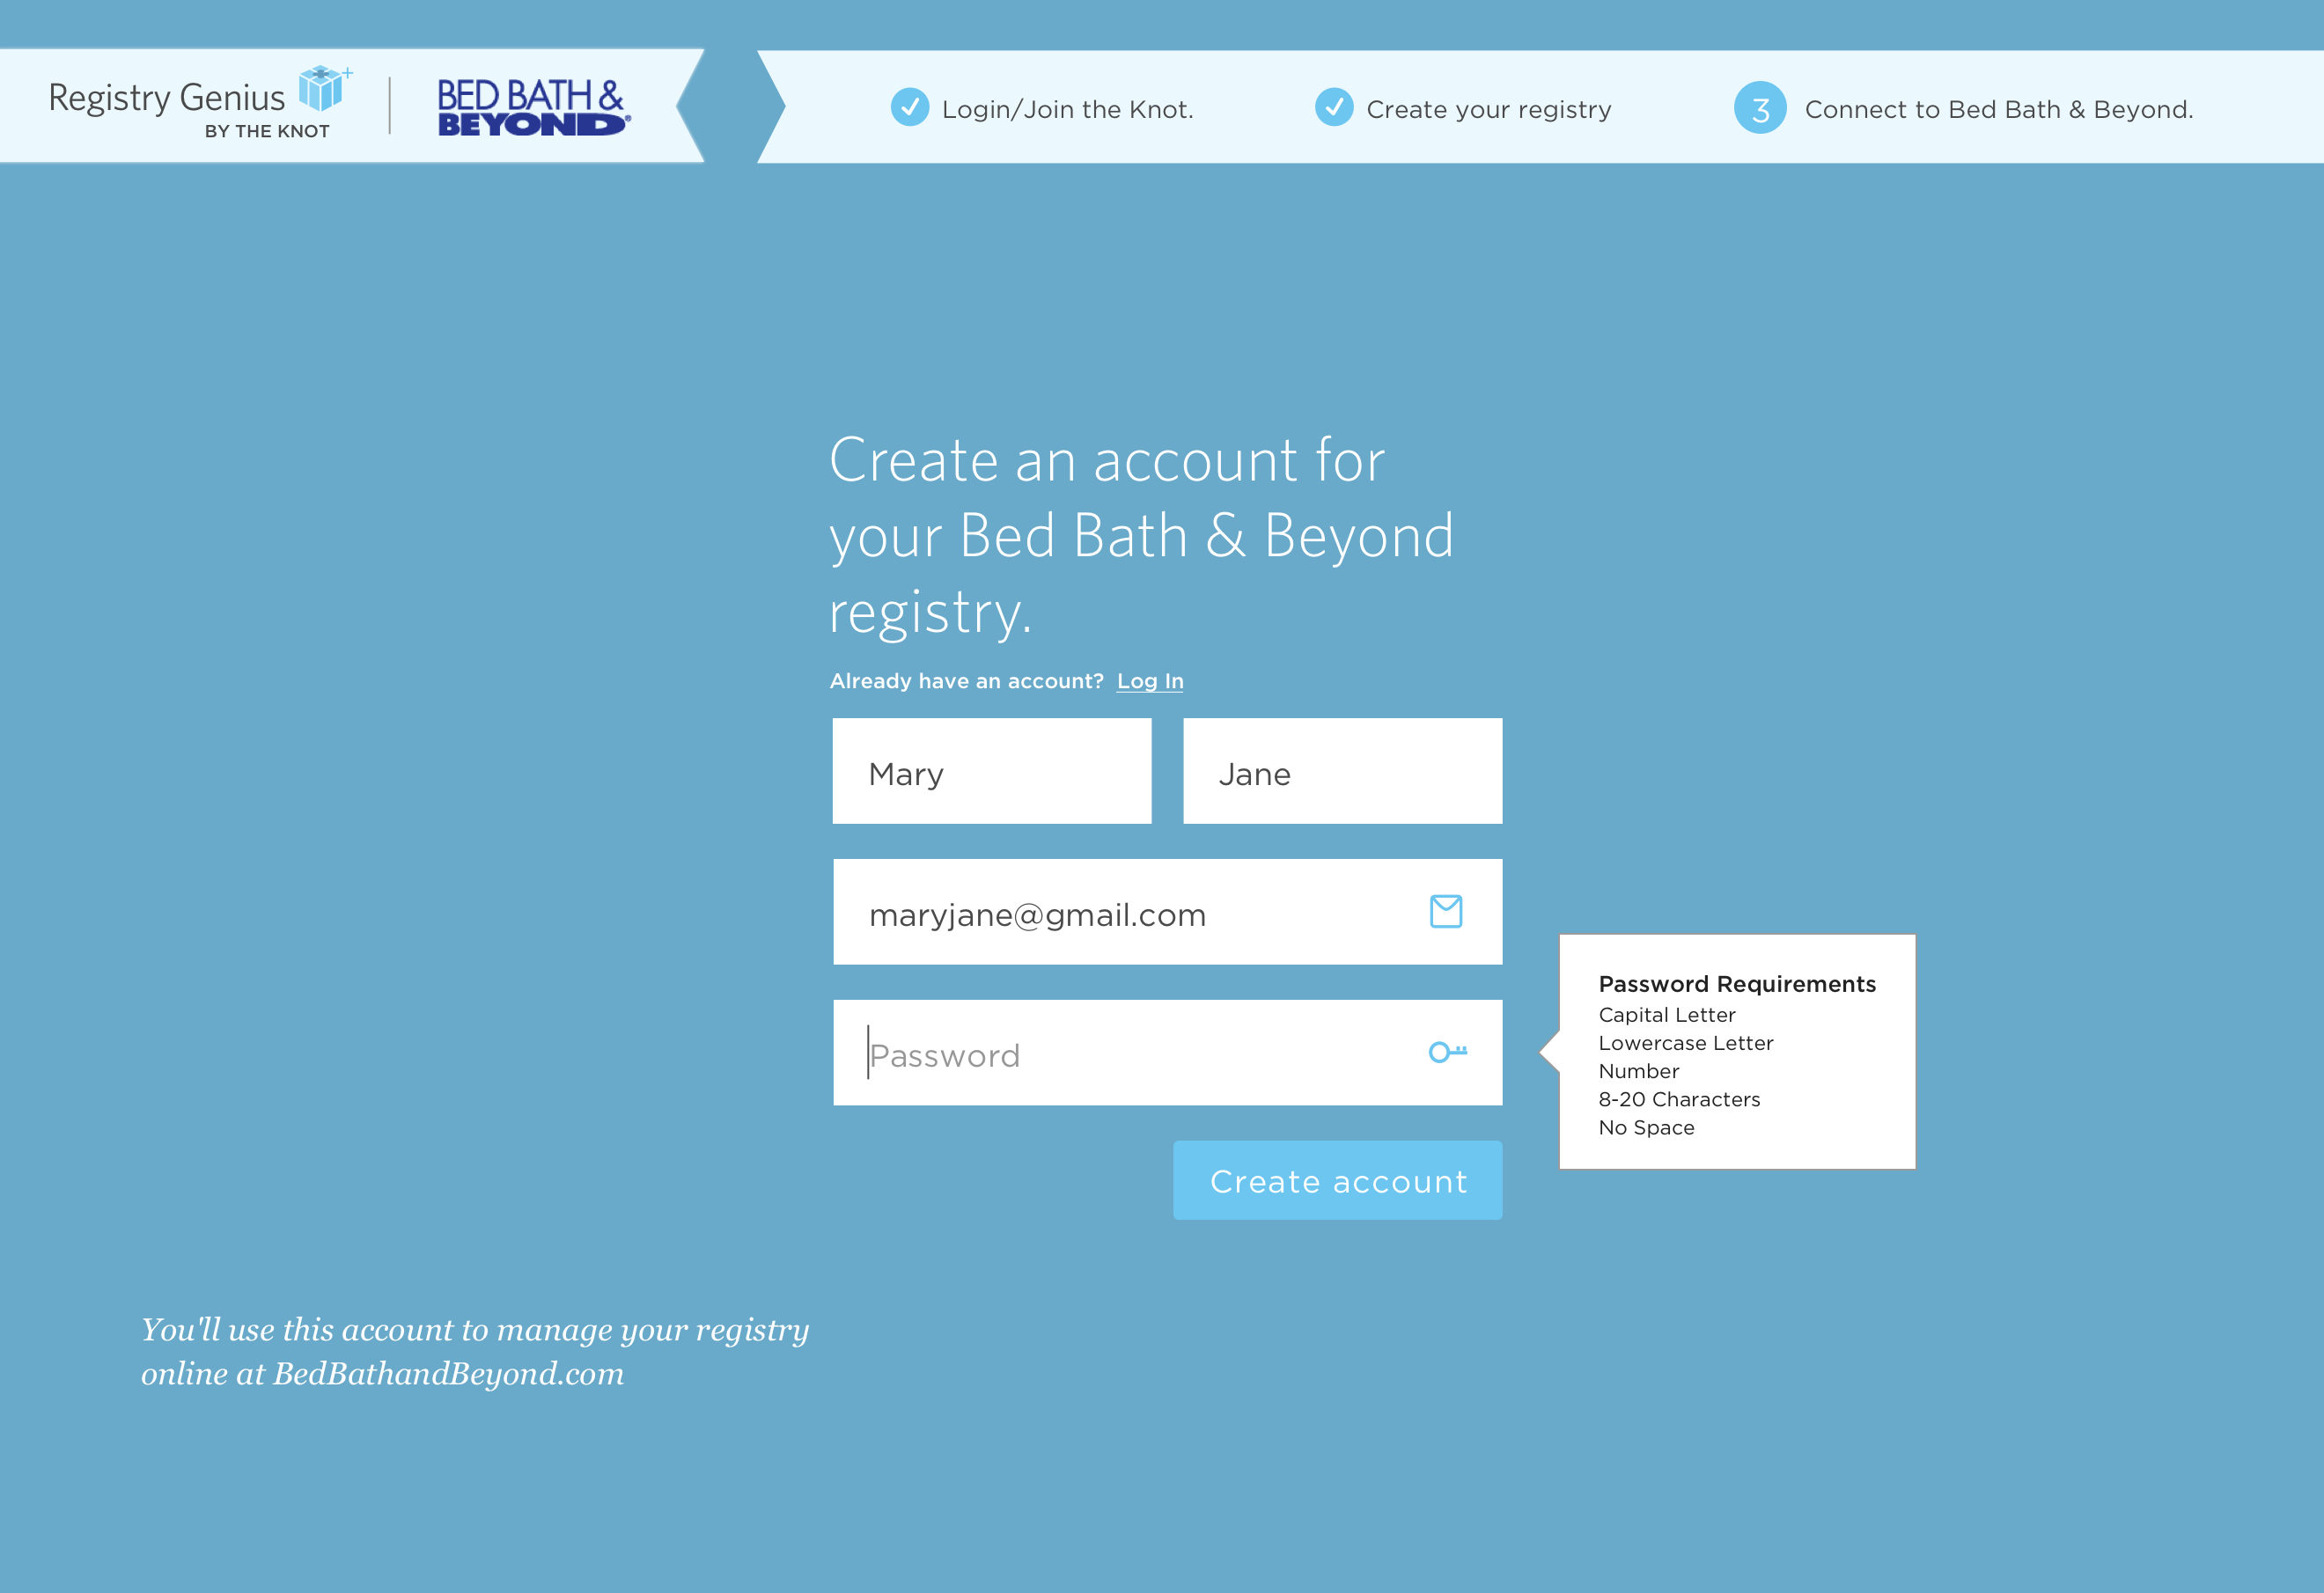 Registry Genius
BY THE KNOT
BED BATH &
BEYOND®
Login/Join the Knot.
Create your registry
3 Connect to Bed Bath & Beyond.
Create an account for
your Bed Bath & Beyond
registry.
Already have an account? Log In
Mary
Jane
maryjane@gmail.com
Password
Password Requirements
Capital Letter
Lowercase Letter
Number
8-20 Characters
No Space
Create account
You'll use this account to manage your registry
online at BedBathandBeyond.com